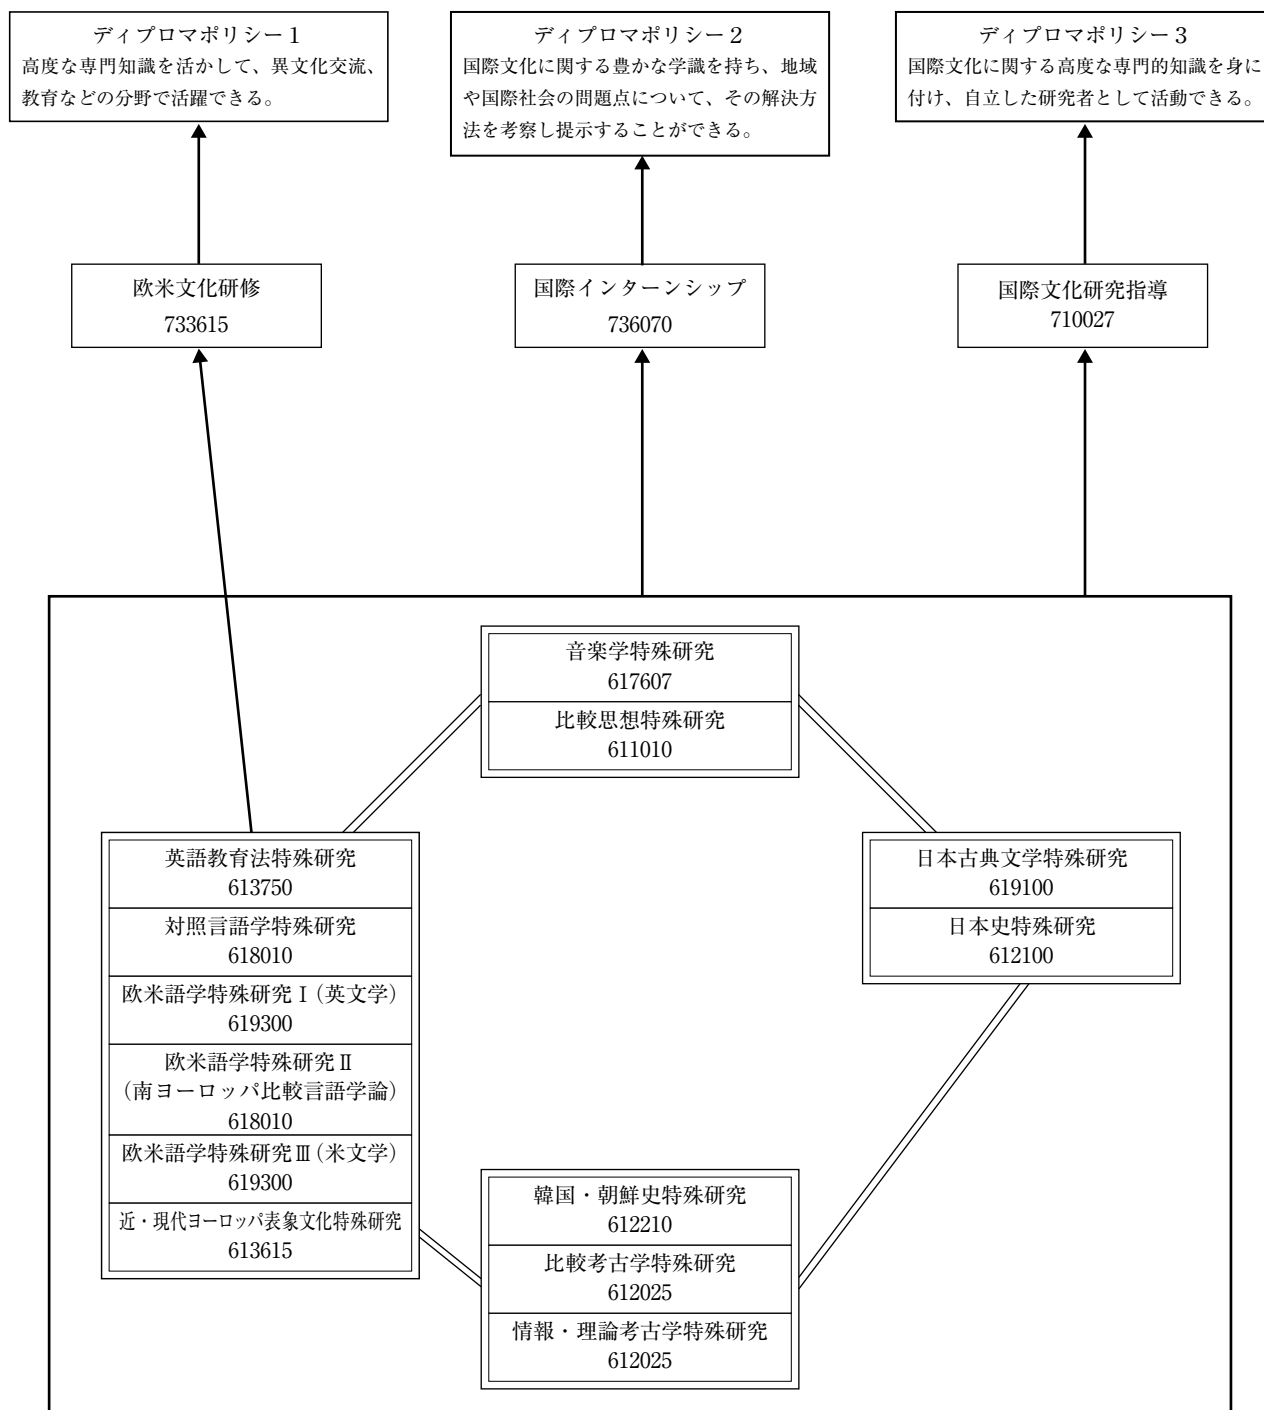 ディプロマポリシー１
高度な専門知識を活かして、異文化交流、
教育などの分野で活躍できる。
ディプロマポリシー２
国際文化に関する豊かな学識を持ち、地域
や国際社会の問題点について、その解決方
法を考察し提示することができる。
ディプロマポリシー３
国際文化に関する高度な専門的知識を身に
付け、自立した研究者として活動できる。
欧米文化研修
733615
国際インターンシップ
736070
国際文化研究指導
710027
音楽学特殊研究
617607
比較思想特殊研究
611010
英語教育法特殊研究
613750
対照言語学特殊研究
618010
欧米語学特殊研究Ⅰ（英文学）
619300
欧米語学特殊研究Ⅱ
（南ヨーロッパ比較言語学論）
618010
欧米語学特殊研究Ⅲ（米文学）
619300
近・現代ヨーロッパ表象文化特殊研究
613615
日本古典文学特殊研究
619100
日本史特殊研究
612100
韓国・朝鮮史特殊研究
612210
比較考古学特殊研究
612025
情報・理論考古学特殊研究
612025